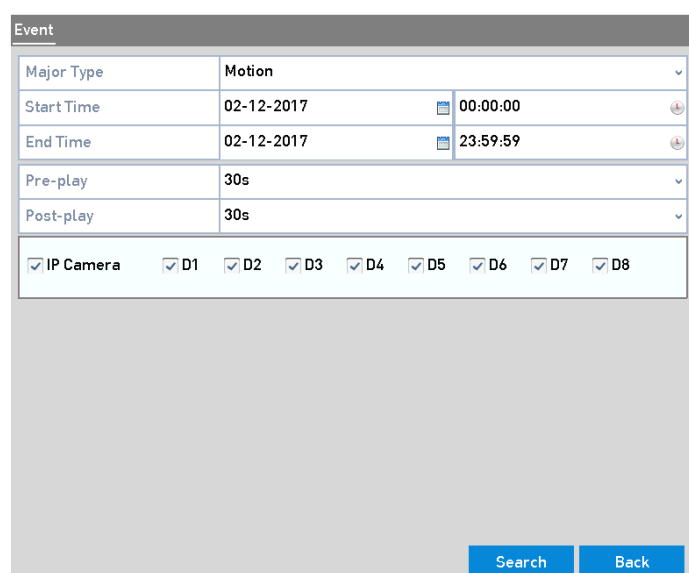 Event
Major Type Motion
Start Time 02-12-2017 00:00:00
End Time 02-12-2017 23:59:59
Pre-play 30s
Post-play 30s
IP Camera D1 D2 D3 D4 D5 D6 D7 D8
Search Back